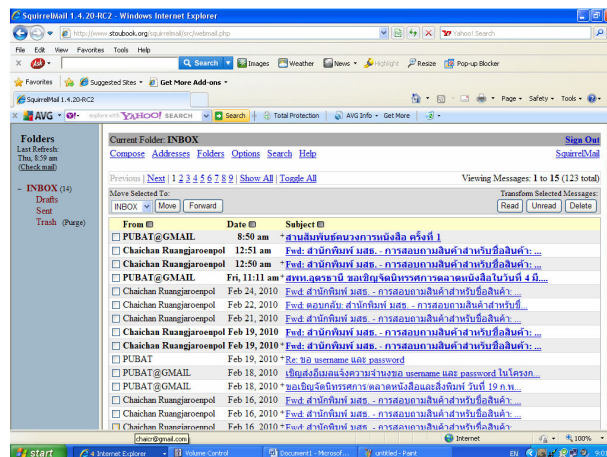 SquirrelMail 1.4.20-RC2 - Windows Internet Explorer
http://www.stoubook.org/squirrelmail/src/webmail.php
Yahoo! Search
File Edit View Favorites Tools Help
Search Images Weather News Highlight Resize Pop-up Blocker
Favorites Suggested Sites Get More Add-ons
SquirrelMail 1.4.20-RC2
Page Safety Tools
AVG YAHOO! SEARCH Search Total Protection AVG Info Get More
Folders
Last Refresh:
Thu, 8:59 am
(Check mail)
- INBOX (14)
Drafts
Sent
Trash (Purge)
Current Folder: INBOX Sign Out
Compose Addresses Folders Options Search Help SquirrelMail
Previous | Next | 1 2 3 4 5 6 7 8 9 | Show All | Toggle All Viewing Messages: 1 to 15 (123 total)
Move Selected To: Transform Selected Messages:
INBOX Move Forward Read Unread Delete
From Date Subject
PUBAT@GMAIL 8:50 am + สานสัมพันธ์คนวงการหนังสือ ครั้งที่ 1
Chaichan Ruangjaroenpol 12:51 am Fwd: สำนักพิมพ์ มสธ. - การสอบถามสินค้าสำหรับชื่อสินค้า: ...
Chaichan Ruangjaroenpol 12:50 am + Fwd: สำนักพิมพ์ มสธ. - การสอบถามสินค้าสำหรับชื่อสินค้า: ...
PUBAT@GMAIL Fri, 11:11 am + สพท.อุดรธานี ขอเชิญจัดนิทรรศการตลาดหนังสือในวันที่ 4 มี....
Chaichan Ruangjaroenpol Feb 24, 2010 Fwd: สำนักพิมพ์ มสธ. - การสอบถามสินค้าสำหรับชื่อสินค้า: ...
Chaichan Ruangjaroenpol Feb 22, 2010 Fwd: ตอบกลับ: สำนักพิมพ์ มสธ. - การสอบถามสินค้าสำหรับชื่...
Chaichan Ruangjaroenpol Feb 21, 2010 Fwd: สำนักพิมพ์ มสธ. - การสอบถามสินค้าสำหรับชื่อสินค้า: ...
Chaichan Ruangjaroenpol Feb 19, 2010 Fwd: สำนักพิมพ์ มสธ. - การสอบถามสินค้าสำหรับชื่อสินค้า: ...
Chaichan Ruangjaroenpol Feb 19, 2010 + Fwd: สำนักพิมพ์ มสธ. - การสอบถามสินค้าสำหรับชื่อสินค้า: ...
PUBAT Feb 19, 2010 + Re: ขอ username และ password
PUBAT@GMAIL Feb 18, 2010 เชิญส่งอีเมลแจ้งความจำนงขอ username และ password ในโครงก...
PUBAT@GMAIL Feb 18, 2010 + ขอเชิญจัดนิทรรศการ/ตลาดหนังสือและสิ่งพิมพ์ วันที่ 19 ก.พ...
Chaichan Ruangjaroenpol Feb 16, 2010 + Fwd: สำนักพิมพ์ มสธ. - การสอบถามสินค้าสำหรับชื่อสินค้า: ...
Chaichan Ruangjaroenpol Feb 16, 2010 + Fwd: สำนักพิมพ์ มสธ. - การสอบถามสินค้าสำหรับชื่อสินค้า: ...
chaicr@gmail.com
Internet 100%
start 4 Internet Explorer Volume Control Document1 - Microsof... untitled - Paint EN